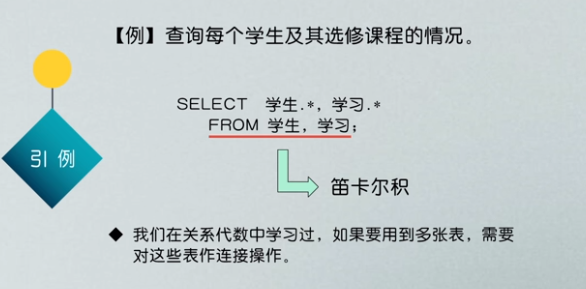 【例】查询每个学生及其选修课程的情况。
SELECT 学生.*, 学习.*
FROM 学生, 学习;
引 例
笛卡尔积
◆ 我们在关系代数中学习过，如果要用到多张表，需要
对这些表作连接操作。